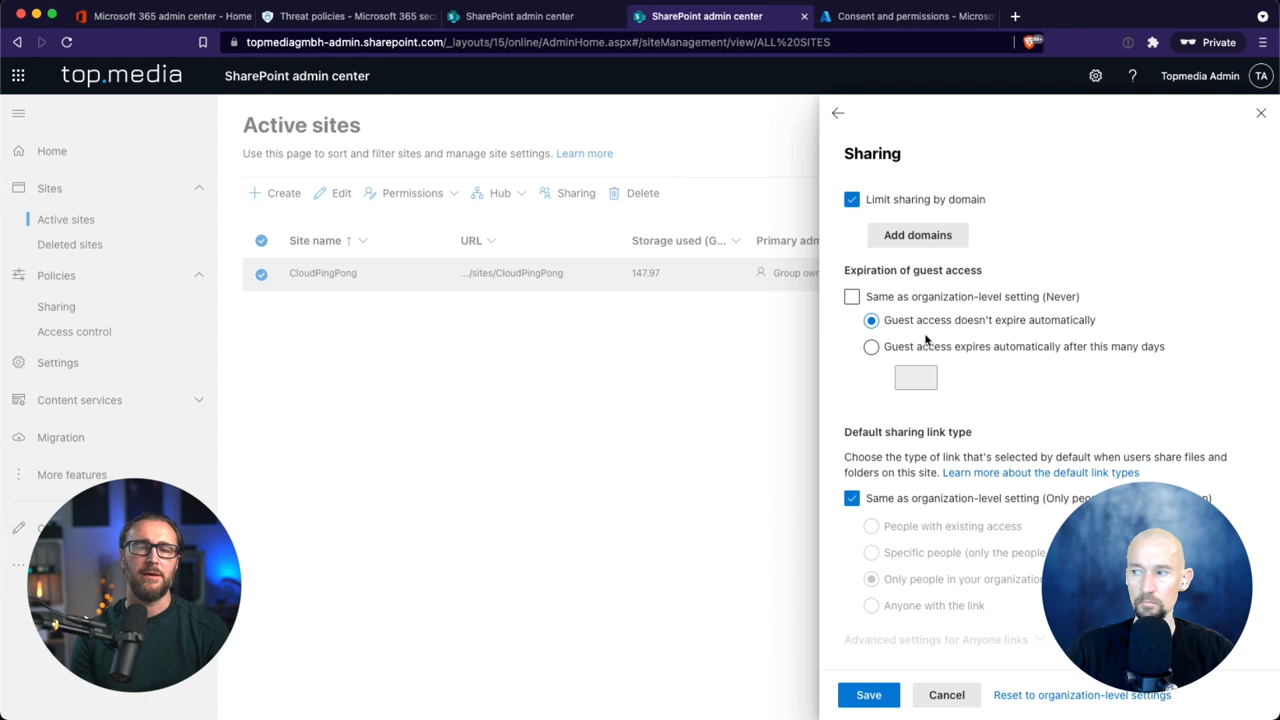 Microsoft 365 admin center - Home
Threat policies - Microsoft 365 sec
SharePoint admin center
SharePoint admin center
Consent and permissions - Microso
topmediagmbh-admin.sharepoint.com/_layouts/15/online/AdminHome.aspx#/siteManagement/view/ALL%20SITES
99+
Private
top.media
SharePoint admin center
Topmedia Admin
TA
Home
Sites
Active sites
Deleted sites
Policies
Sharing
Access control
Settings
Content services
Migration
More features
Active sites
Use this page to sort and filter sites and manage site settings. Learn more
Create
Edit
Permissions
Hub
Sharing
Delete
Site name ↑
URL
Storage used (G...
Primary adm
CloudPingPong
.../sites/CloudPingPong
147.97
Group own
Sharing
Limit sharing by domain
Add domains
Expiration of guest access
Same as organization-level setting (Never)
Guest access doesn't expire automatically
Guest access expires automatically after this many days
Default sharing link type
Choose the type of link that's selected by default when users share files and
folders on this site. Learn more about the default link types
Same as organization-level setting (Only peo
People with existing access
Specific people (only the people
Only people in your organization
Anyone with the link
Advanced settings for Anyone links
Save
Cancel
Reset to organization-level settings